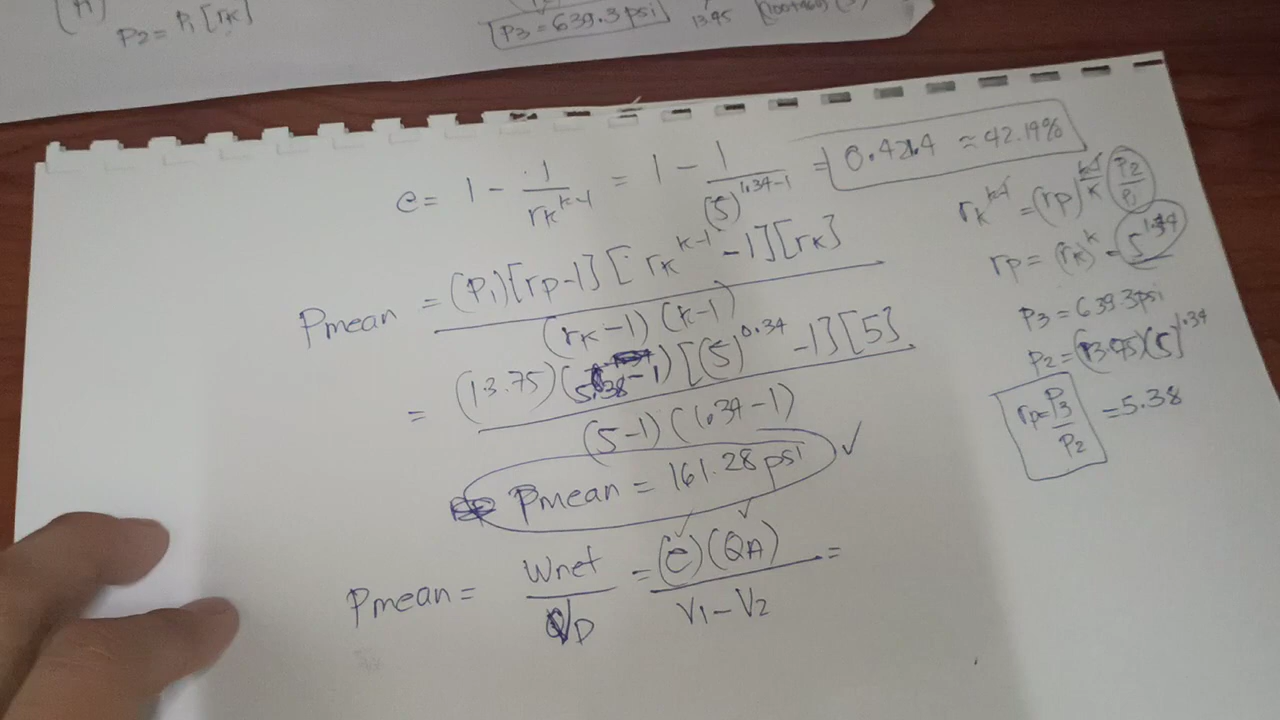 P2 = P1 [rk]
P3 = 639.3 psi
13.95
e = 1 - 1/rk^k-1 = 1 - 1/(5)^1.34-1 = 0.4214 ≈ 42.14%
Pmean = (P1)[rp-1][rk^k-1 -1][rk] / (rk-1)(k-1)
= (13.75)(5.38-1)[(5)^0.34 -1][5] / (5-1)(1.34-1)
Pmean = 161.28 psi ✓
Pmean = Wnet/VD = (e)(QA) / V1-V2 =
rk^k-1 = (rp)^k-1/k P2/P1
rp = (rk)^k = 5^1.34
P3 = 639.3 psi
P2 = (13.95)(5)^1.34
rp = P3/P2 = 5.38